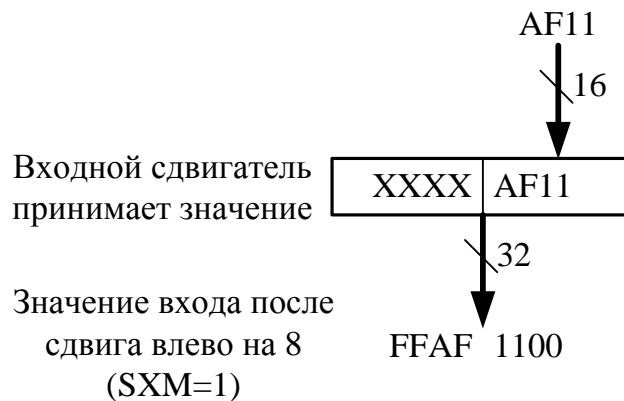 AF11
16
Входной сдвигатель
принимает значение
XXXX AF11
32
Значение входа после
сдвига влево на 8
(SXM=1)
FFAF 1100